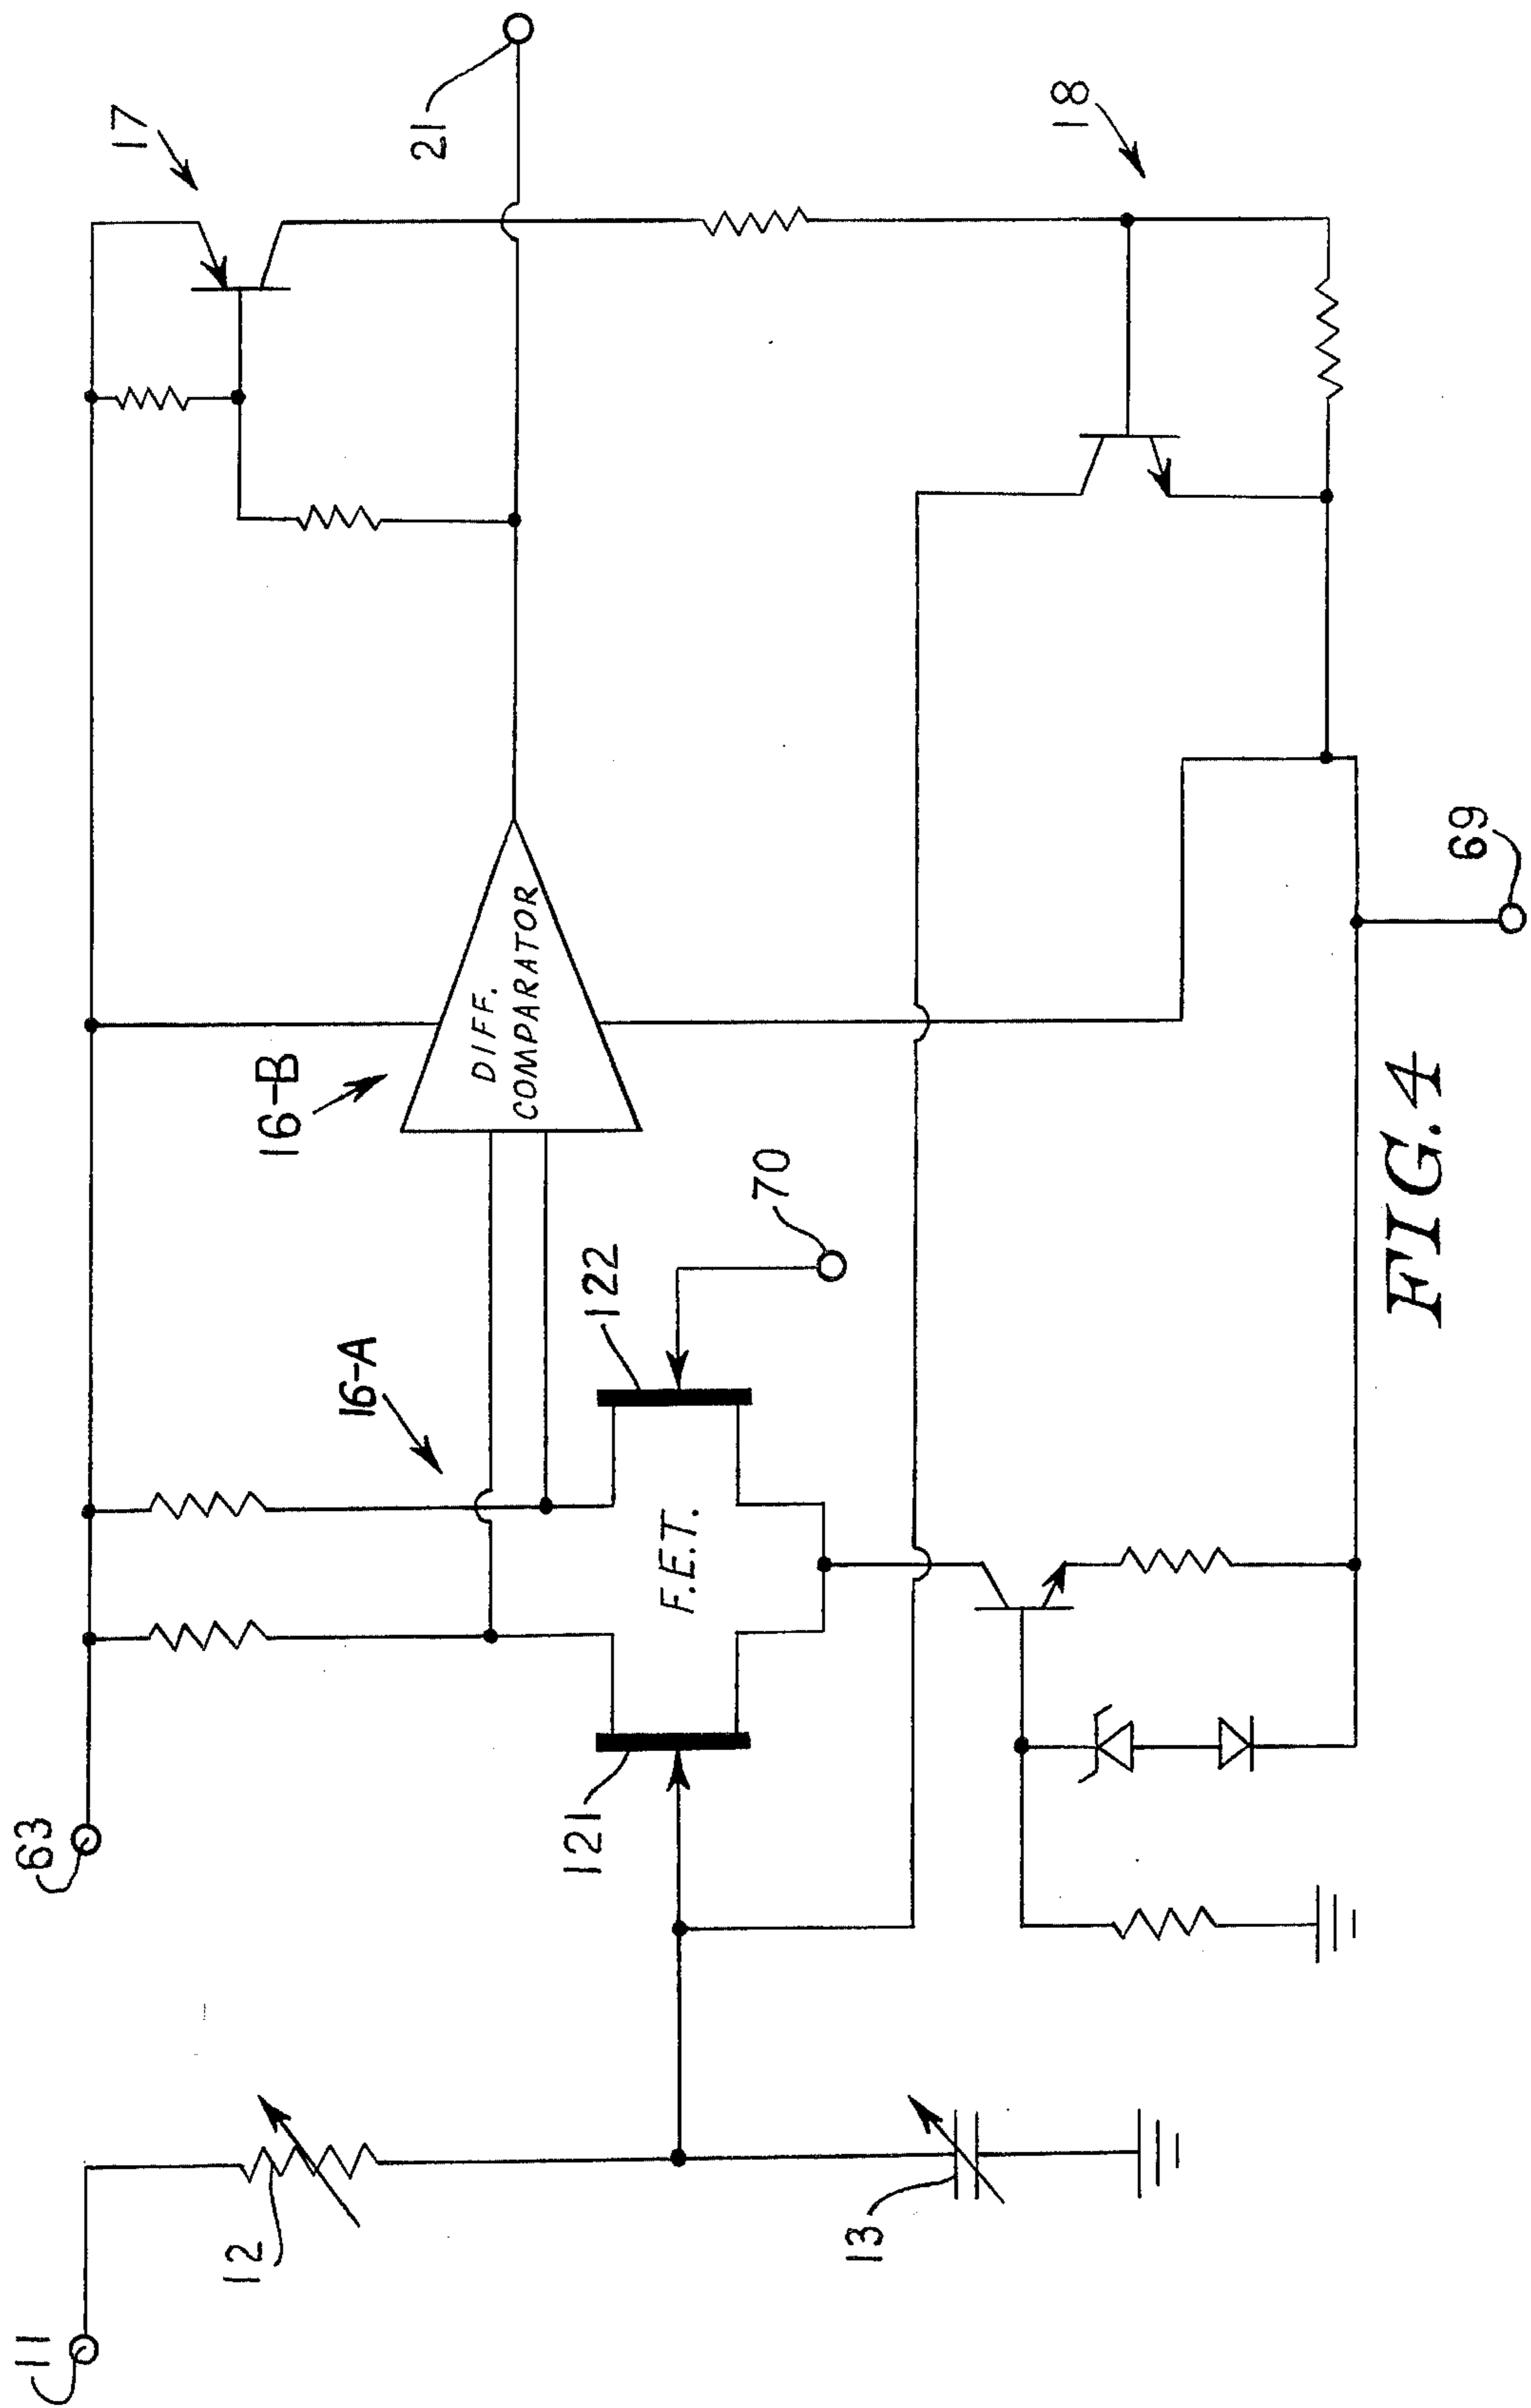 11
12
13
63
121
F.E.T.
122
16-A
70
16-B
DIFF.
COMPARATOR
17
21
18
69
FIG. 4